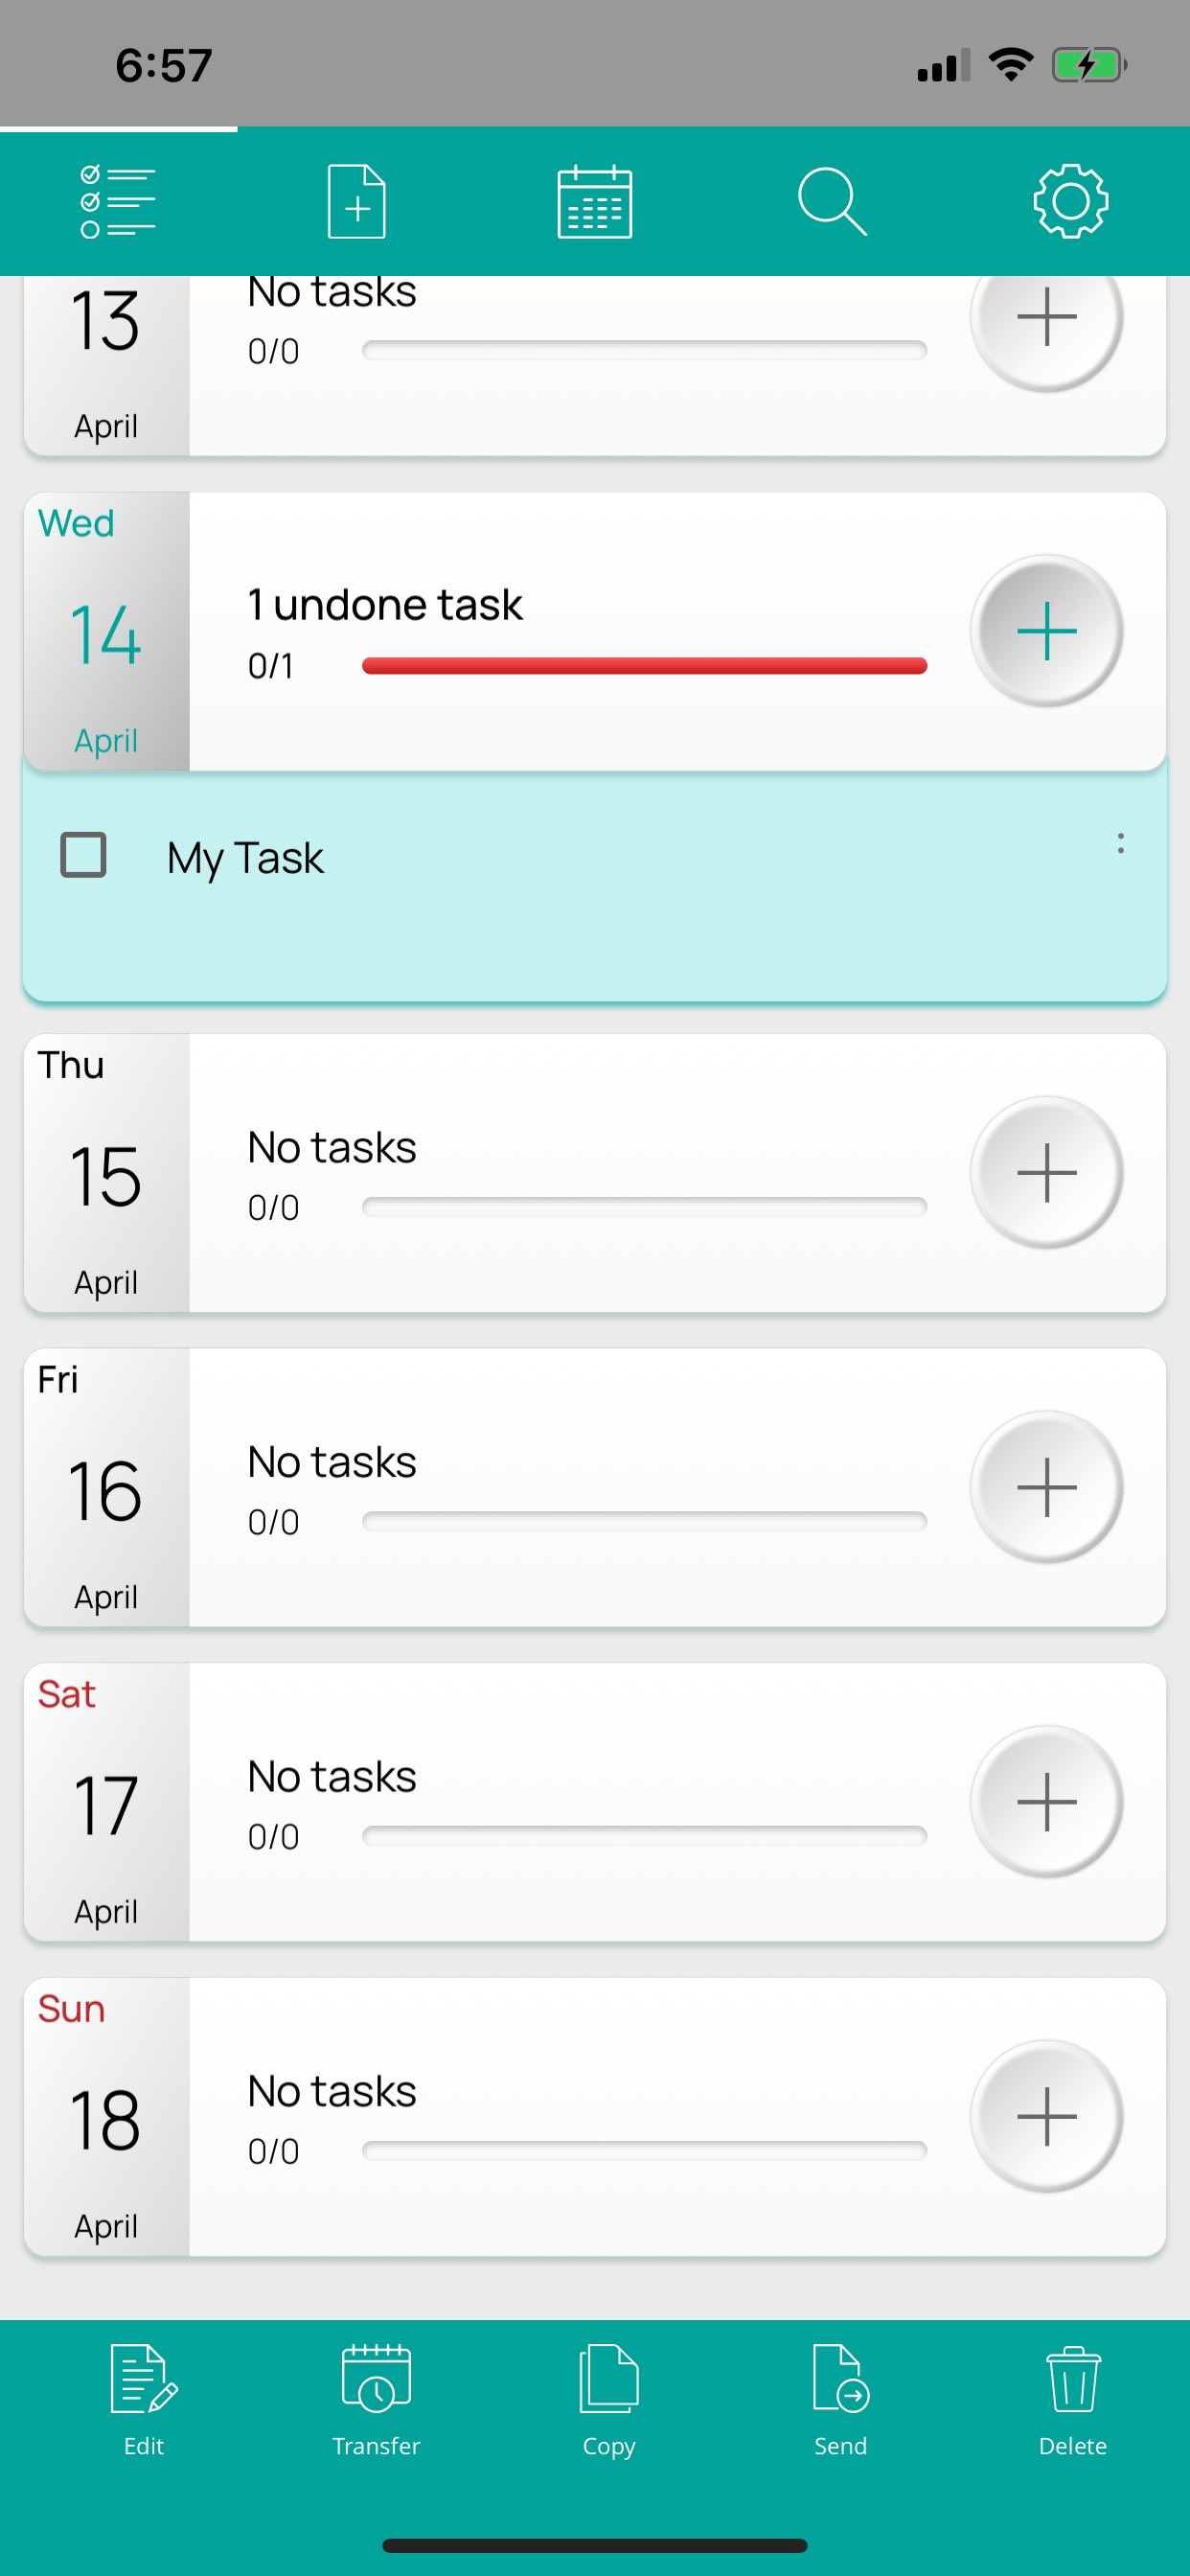 6:57
13
April
No tasks
0/0
Wed
14
April
1 undone task
0/1
My Task
Thu
15
April
No tasks
0/0
Fri
16
April
No tasks
0/0
Sat
17
April
No tasks
0/0
Sun
18
April
No tasks
0/0
Edit
Transfer
Copy
Send
Delete